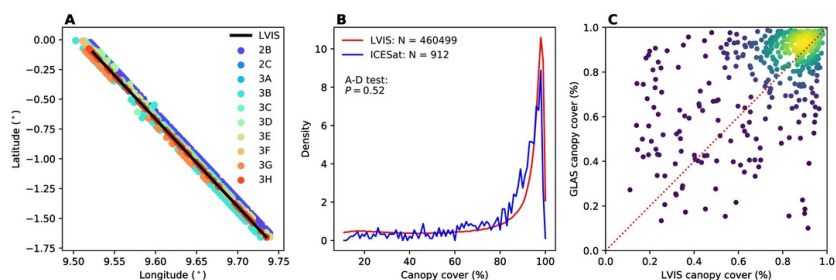 A
0.00
−0.25
−0.50
−0.75
−1.00
−1.25
−1.50
−1.75
Latitude (°)
9.50
9.55
9.60
9.65
9.70
9.75
Longitude (°)
LVIS
2B
2C
3A
3B
3C
3D
3E
3F
3G
3H
B
10
8
6
4
2
0
Density
20
40
60
80
100
Canopy cover (%)
LVIS: N = 460499
ICESat: N = 912
A-D test:
P = 0.52
C
1.0
0.8
0.6
0.4
0.2
0.0
GLAS canopy cover (%)
0.0
0.2
0.4
0.6
0.8
1.0
LVIS canopy cover (%)